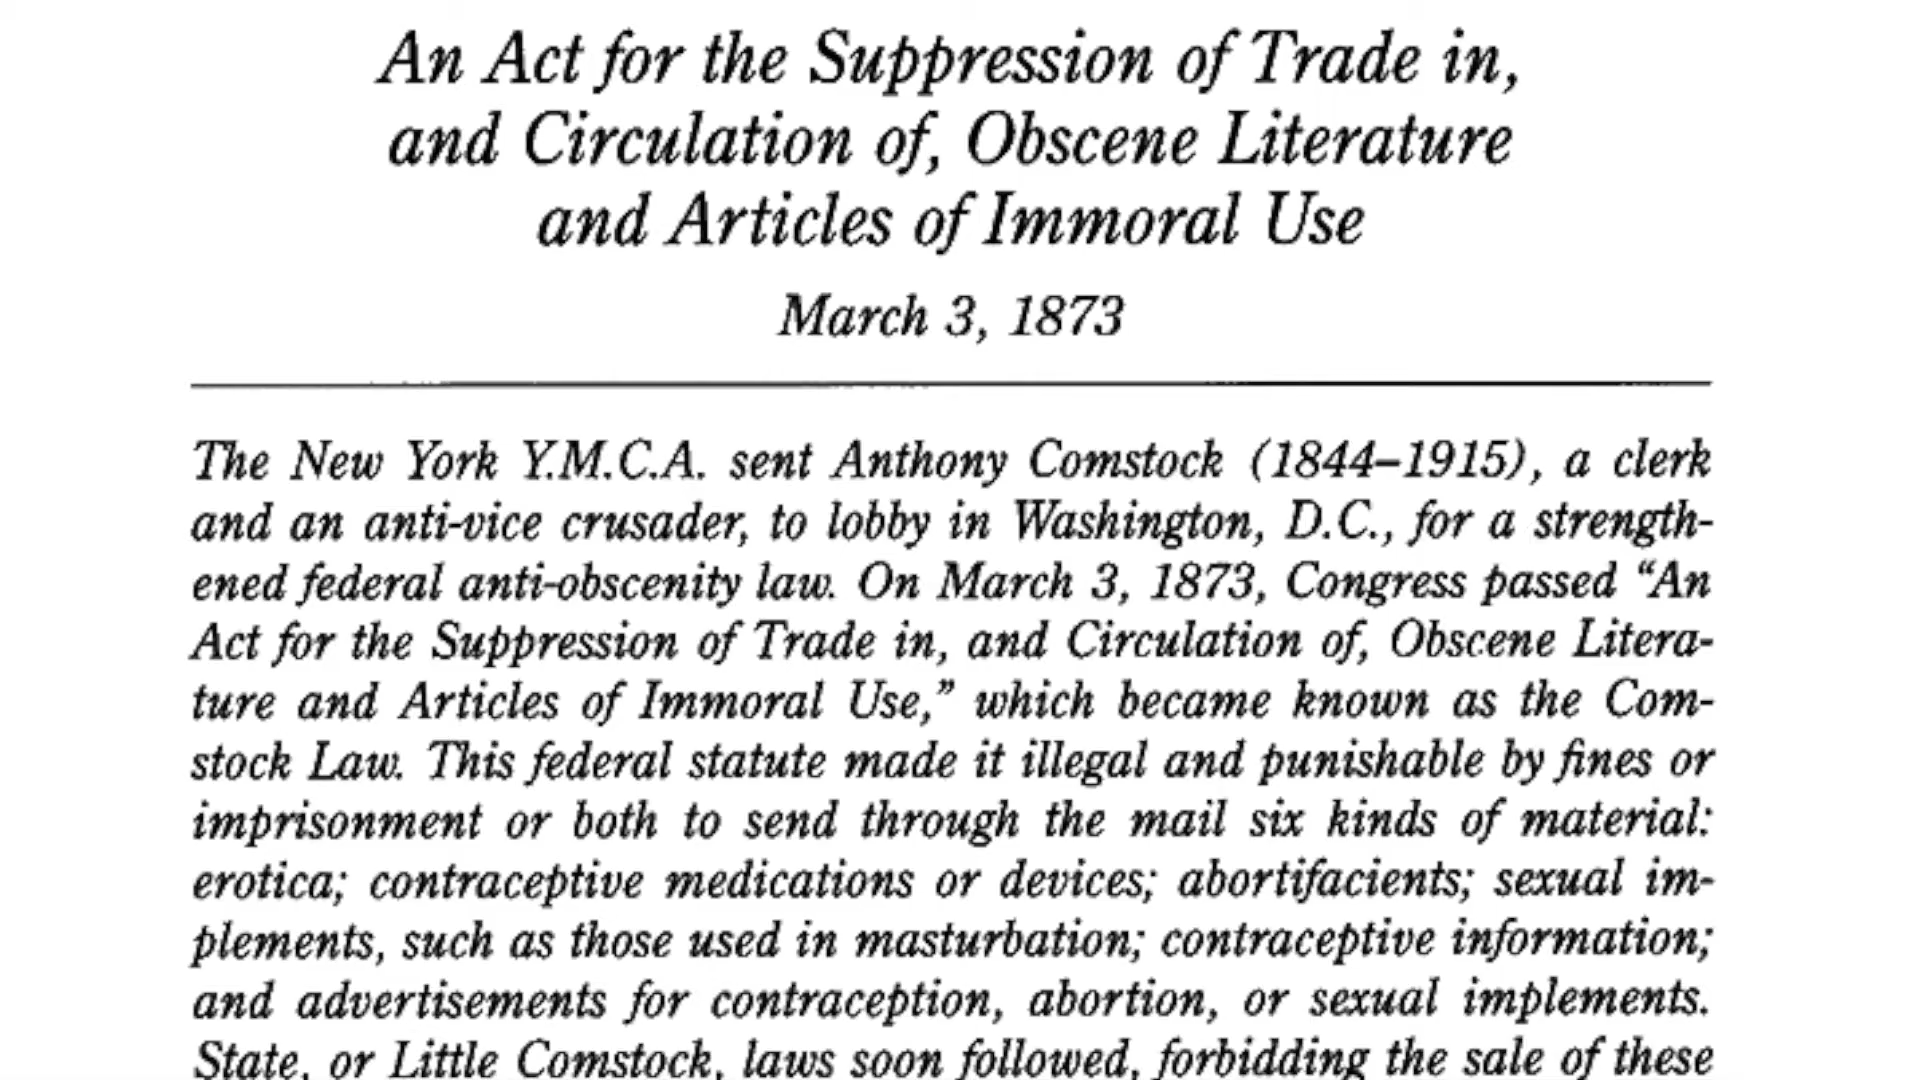 An Act for the Suppression of Trade in,
and Circulation of, Obscene Literature
and Articles of Immoral Use
March 3, 1873
The New York Y.M.C.A. sent Anthony Comstock (1844–1915), a clerk
and an anti-vice crusader, to lobby in Washington, D.C., for a strength-
ened federal anti-obscenity law. On March 3, 1873, Congress passed “An
Act for the Suppression of Trade in, and Circulation of, Obscene Litera-
ture and Articles of Immoral Use,” which became known as the Com-
stock Law. This federal statute made it illegal and punishable by fines or
imprisonment or both to send through the mail six kinds of material:
erotica; contraceptive medications or devices; abortifacients; sexual im-
plements, such as those used in masturbation; contraceptive information;
and advertisements for contraception, abortion, or sexual implements.
State, or Little Comstock, laws soon followed, forbidding the sale of these